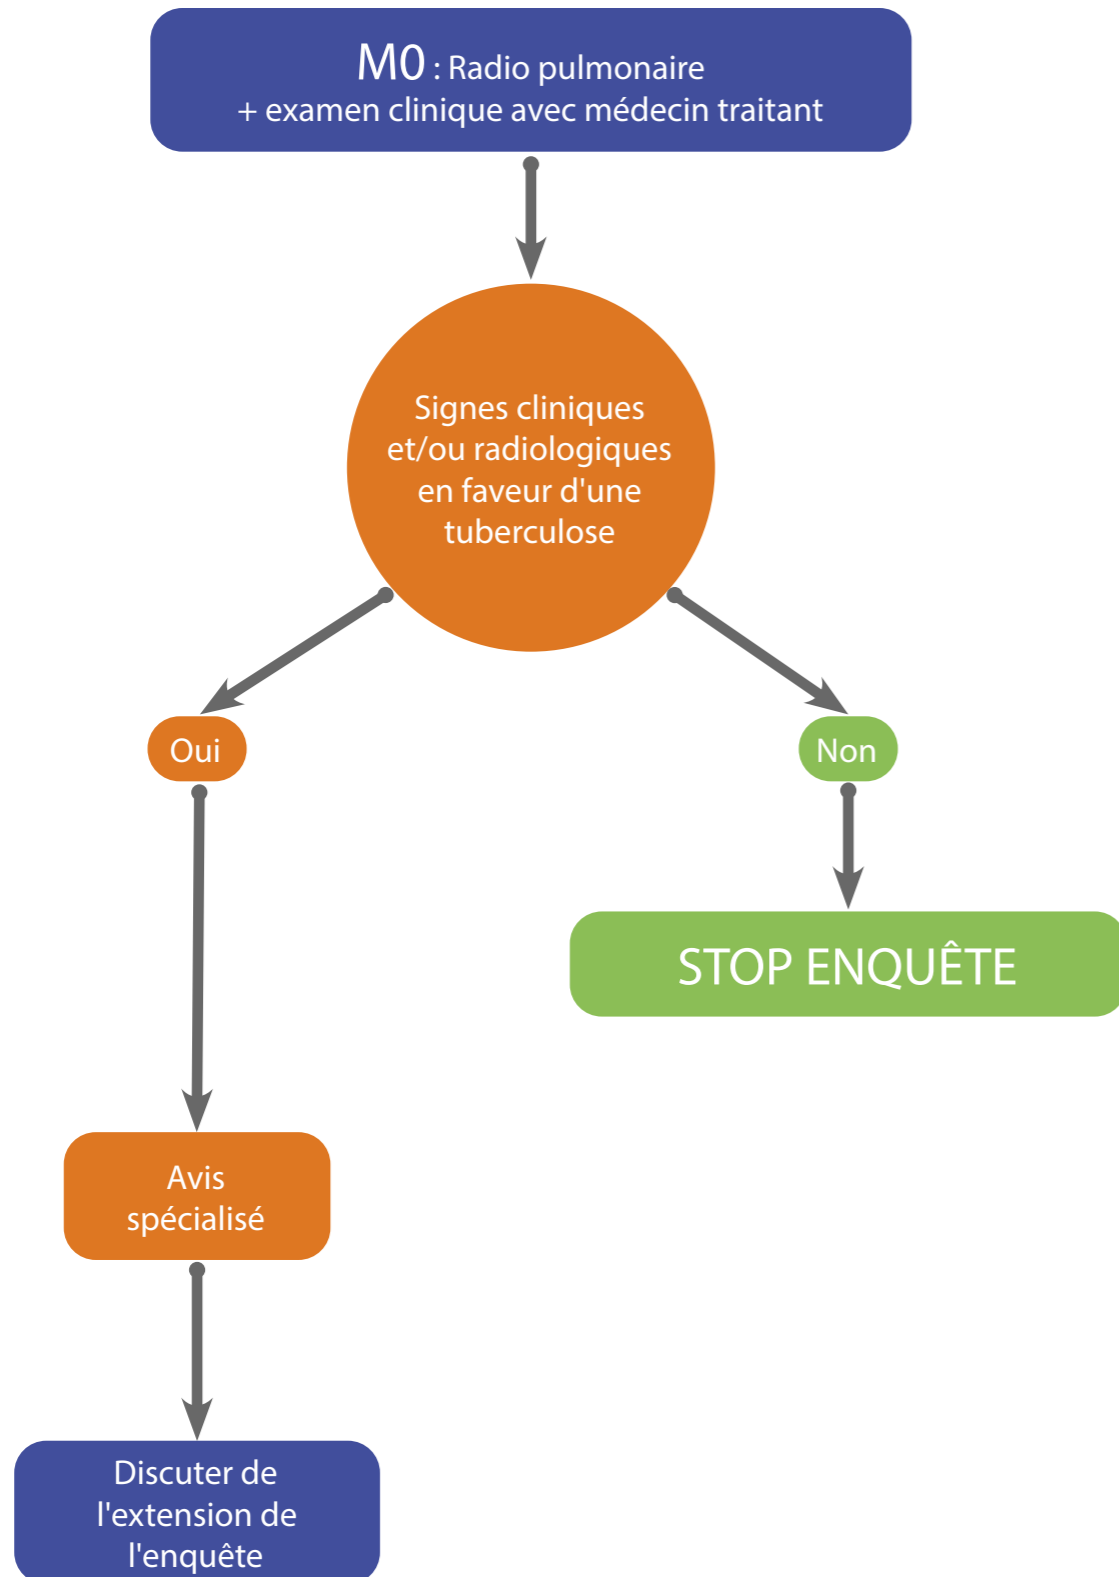 M0 : Radio pulmonaire
+ examen clinique avec médecin traitant
Signes cliniques
et/ou radiologiques
en faveur d'une
tuberculose
Oui
Non
STOP ENQUÊTE
Avis
spécialisé
Discuter de
l'extension de
l'enquête